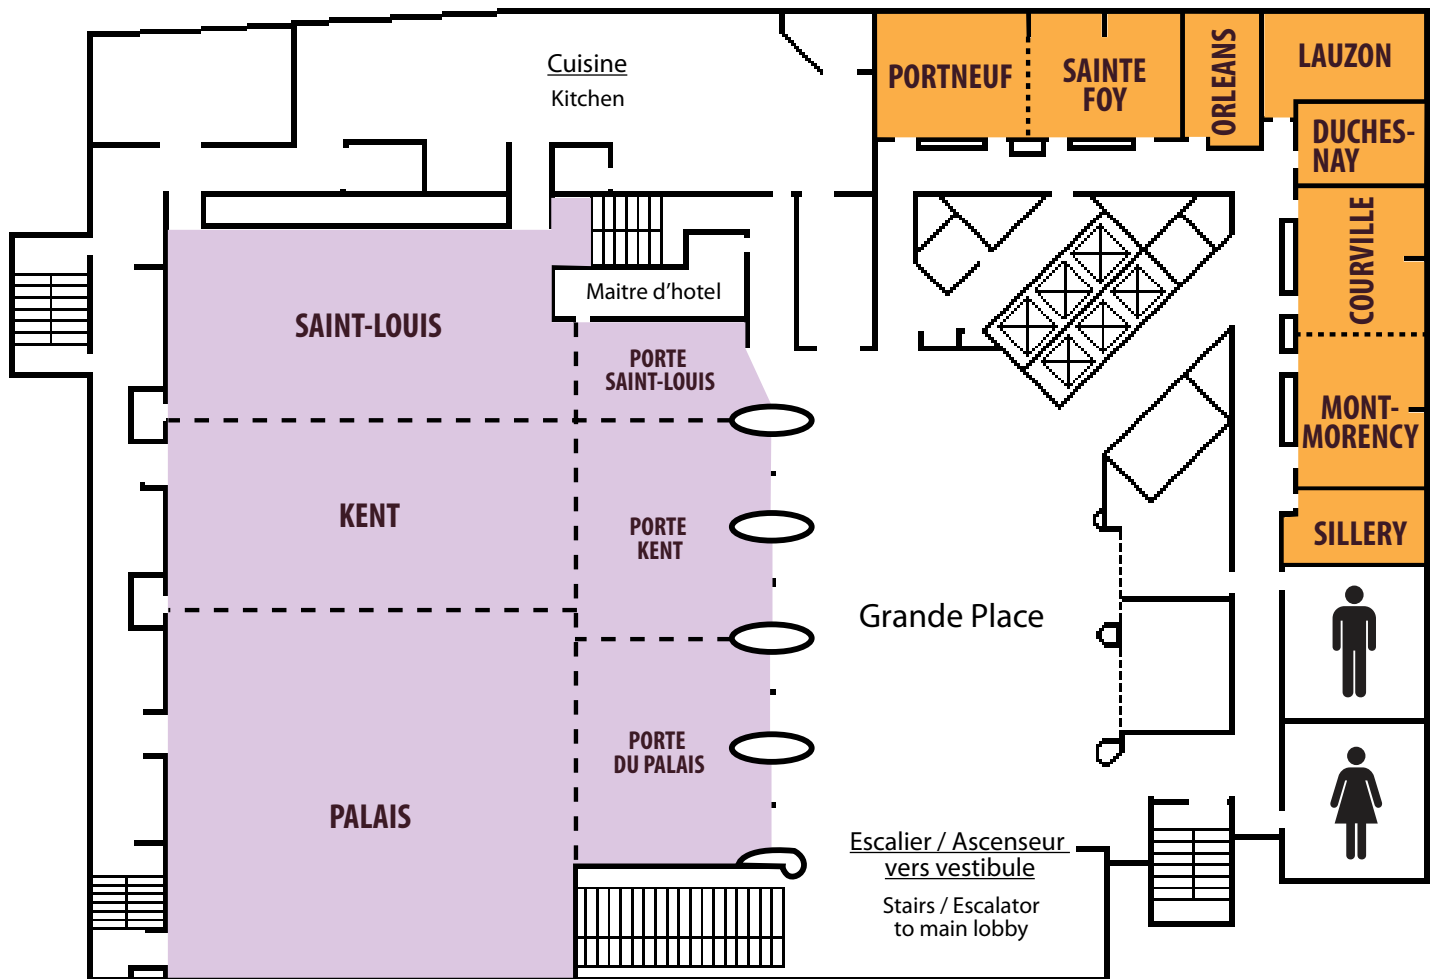 Cuisine
Kitchen
PORTNEUF
SAINTE
FOY
ORLEANS
LAUZON
DUCHES-
NAY
COURVILLE
MONT-
MORENCY
SILLERY
Maitre d'hotel
SAINT-LOUIS
PORTE
SAINT-LOUIS
KENT
PORTE
KENT
Grande Place
PALAIS
PORTE
DU PALAIS
Escalier / Ascenseur
vers vestibule
Stairs / Escalator
to main lobby